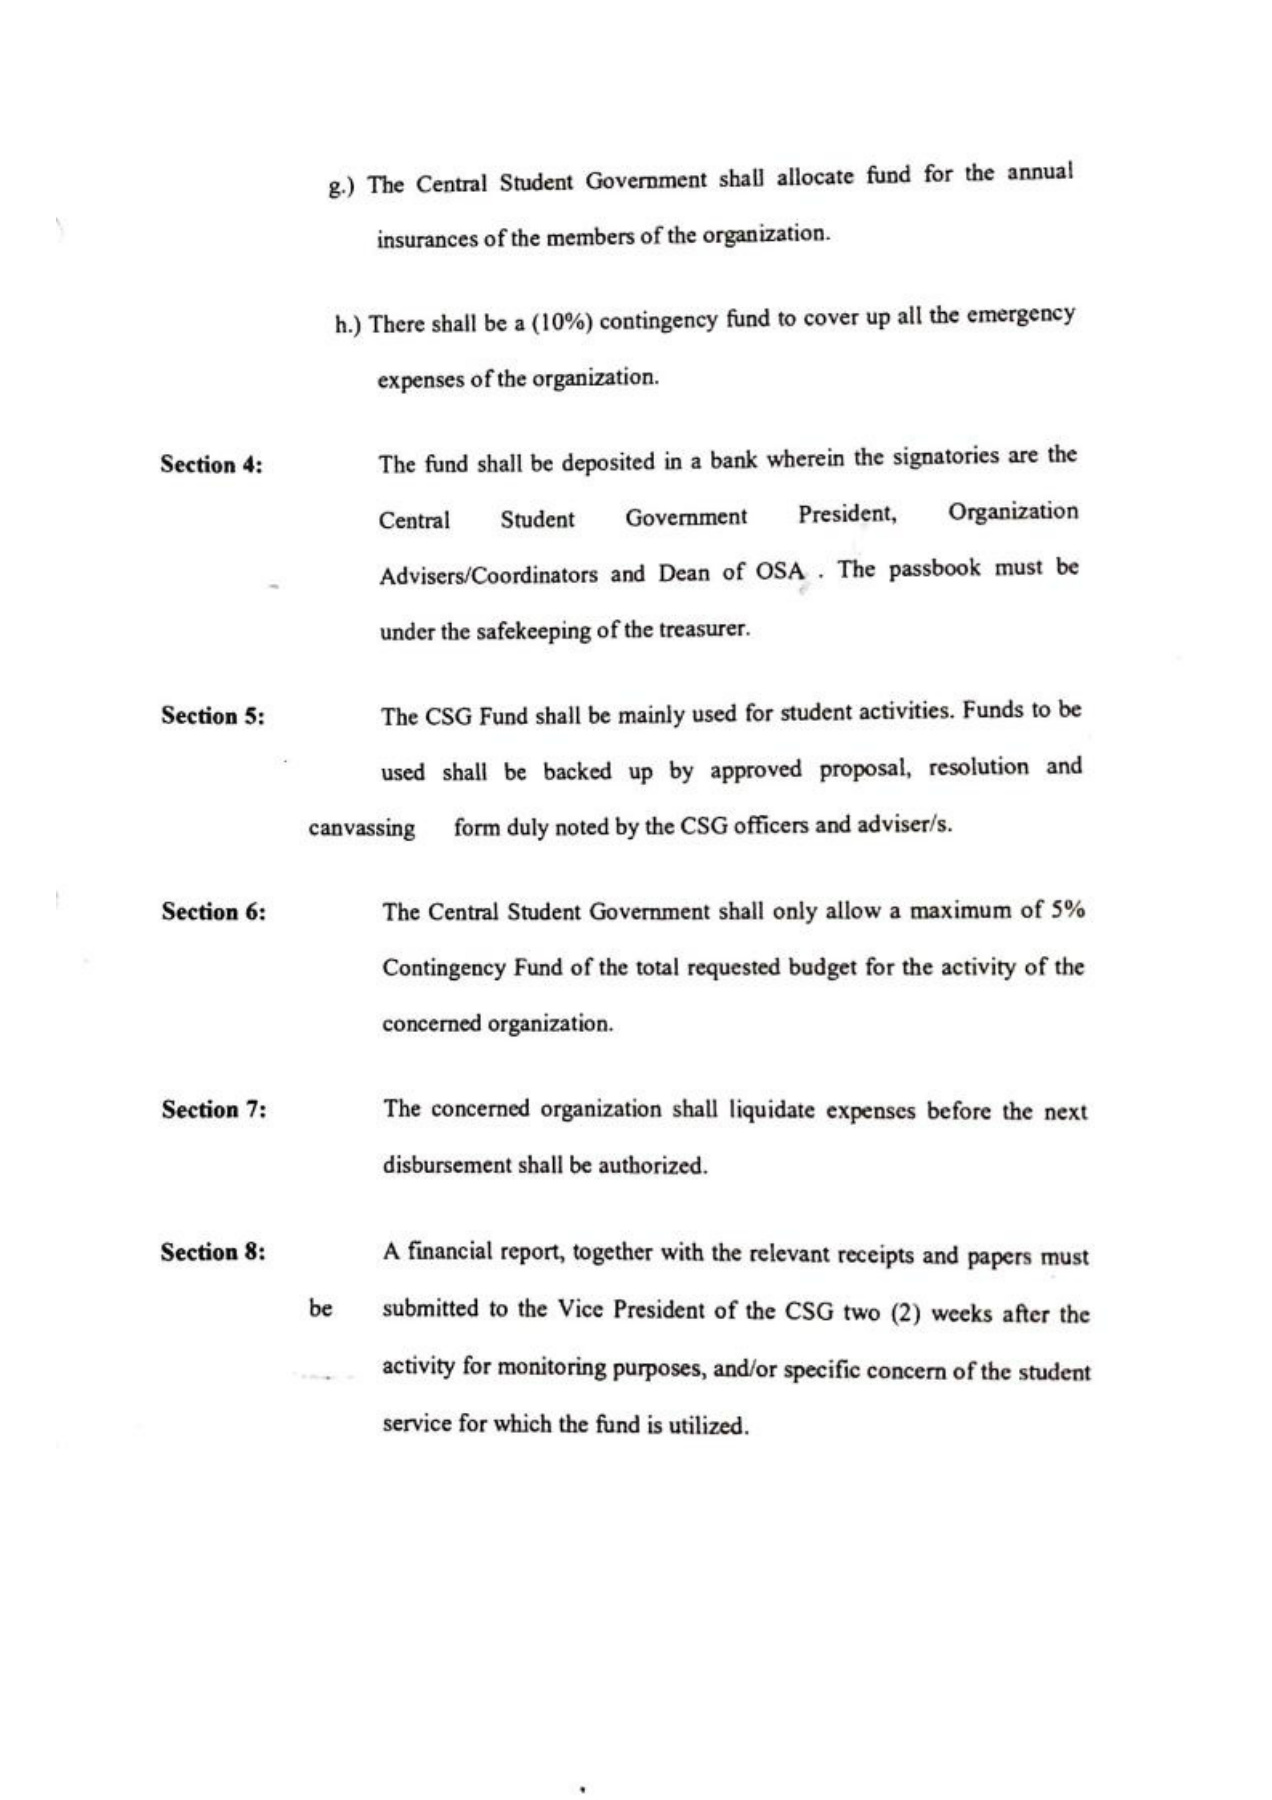 g.) The Central Student Government shall allocate fund for the annual
insurances of the members of the organization.
h.) There shall be a (10%) contingency fund to cover up all the emergency
expenses of the organization.
Section 4: The fund shall be deposited in a bank wherein the signatories are the
Central Student Government President, Organization
Advisers/Coordinators and Dean of OSA . The passbook must be
under the safekeeping of the treasurer.
Section 5: The CSG Fund shall be mainly used for student activities. Funds to be
used shall be backed up by approved proposal, resolution and
canvassing form duly noted by the CSG officers and adviser/s.
Section 6: The Central Student Government shall only allow a maximum of 5%
Contingency Fund of the total requested budget for the activity of the
concerned organization.
Section 7: The concerned organization shall liquidate expenses before the next
disbursement shall be authorized.
Section 8: A financial report, together with the relevant receipts and papers must
be submitted to the Vice President of the CSG two (2) weeks after the
activity for monitoring purposes, and/or specific concern of the student
service for which the fund is utilized.